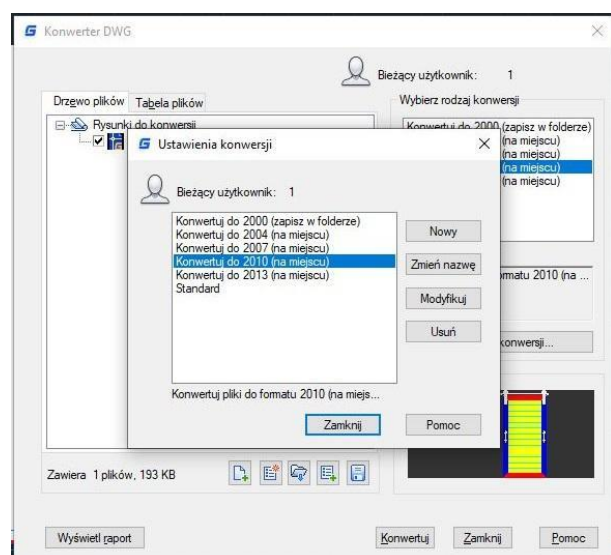 Konwerter DWG
Bieżący użytkownik: 1
Drzewo plików
Tabela plików
Wybierz rodzaj konwersji
Rysunki do konwersji
Konwertuj do 2000 (zapisz w folderze)
(na miejscu)
(na miejscu)
(na miejscu)
(na miejscu)
Ustawienia konwersji
Bieżący użytkownik: 1
Konwertuj do 2000 (zapisz w folderze)
Konwertuj do 2004 (na miejscu)
Konwertuj do 2007 (na miejscu)
Konwertuj do 2010 (na miejscu)
Konwertuj do 2013 (na miejscu)
Standard
Nowy
Zmień nazwę
Modyfikuj
Usuń
Konwertuj pliki do formatu 2010 (na miejs...
Zamknij
Pomoc
ormatu 2010 (na ...
konwersji...
Zawiera 1 plików, 193 KB
Wyświetl raport
Konwertuj
Zamknij
Pomoc